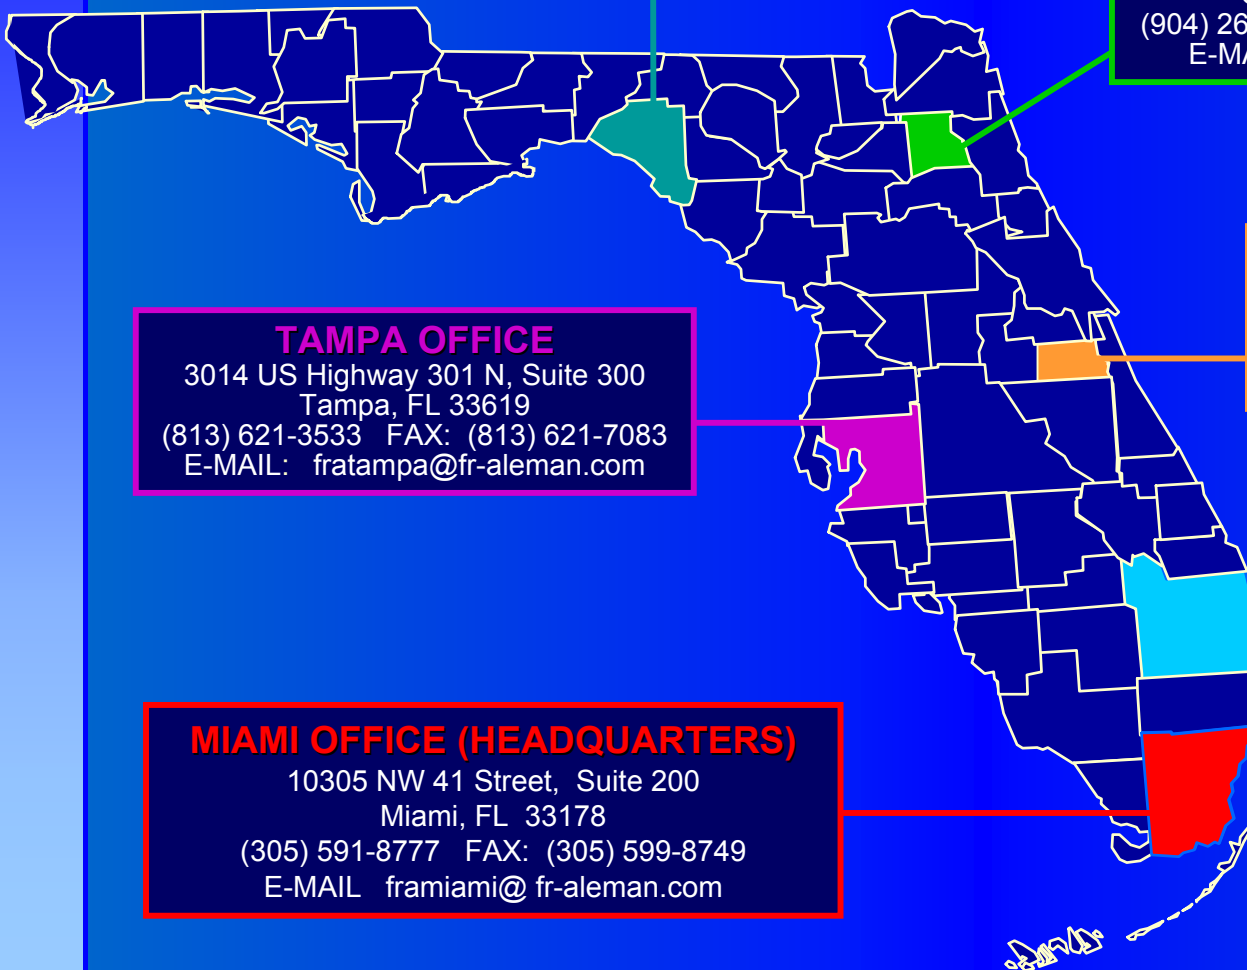 (904) 26
E-MA
TAMPA OFFICE
3014 US Highway 301 N, Suite 300
Tampa, FL 33619
(813) 621-3533 FAX: (813) 621-7083
E-MAIL: fratampa@fr-aleman.com
MIAMI OFFICE (HEADQUARTERS)
10305 NW 41 Street, Suite 200
Miami, FL 33178
(305) 591-8777 FAX: (305) 599-8749
E-MAIL framiami@ fr-aleman.com